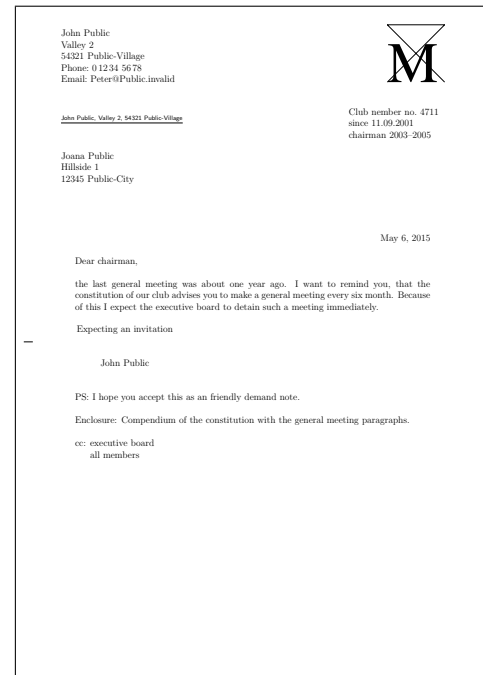 John Public
Valley 2
54321 Public-Village
Phone: 0 12 34 56 78
Email: Peter@Public.invalid
M
John Public, Valley 2, 54321 Public-Village
Club nember no. 4711
since 11.09.2001
chairman 2003–2005
Joana Public
Hillside 1
12345 Public-City
May 6, 2015
Dear chairman,
the last general meeting was about one year ago. I want to remind you, that the
constitution of our club advises you to make a general meeting every six month. Because
of this I expect the executive board to detain such a meeting immediately.
Expecting an invitation
John Public
PS: I hope you accept this as an friendly demand note.
Enclosure: Compendium of the constitution with the general meeting paragraphs.
cc: executive board
all members